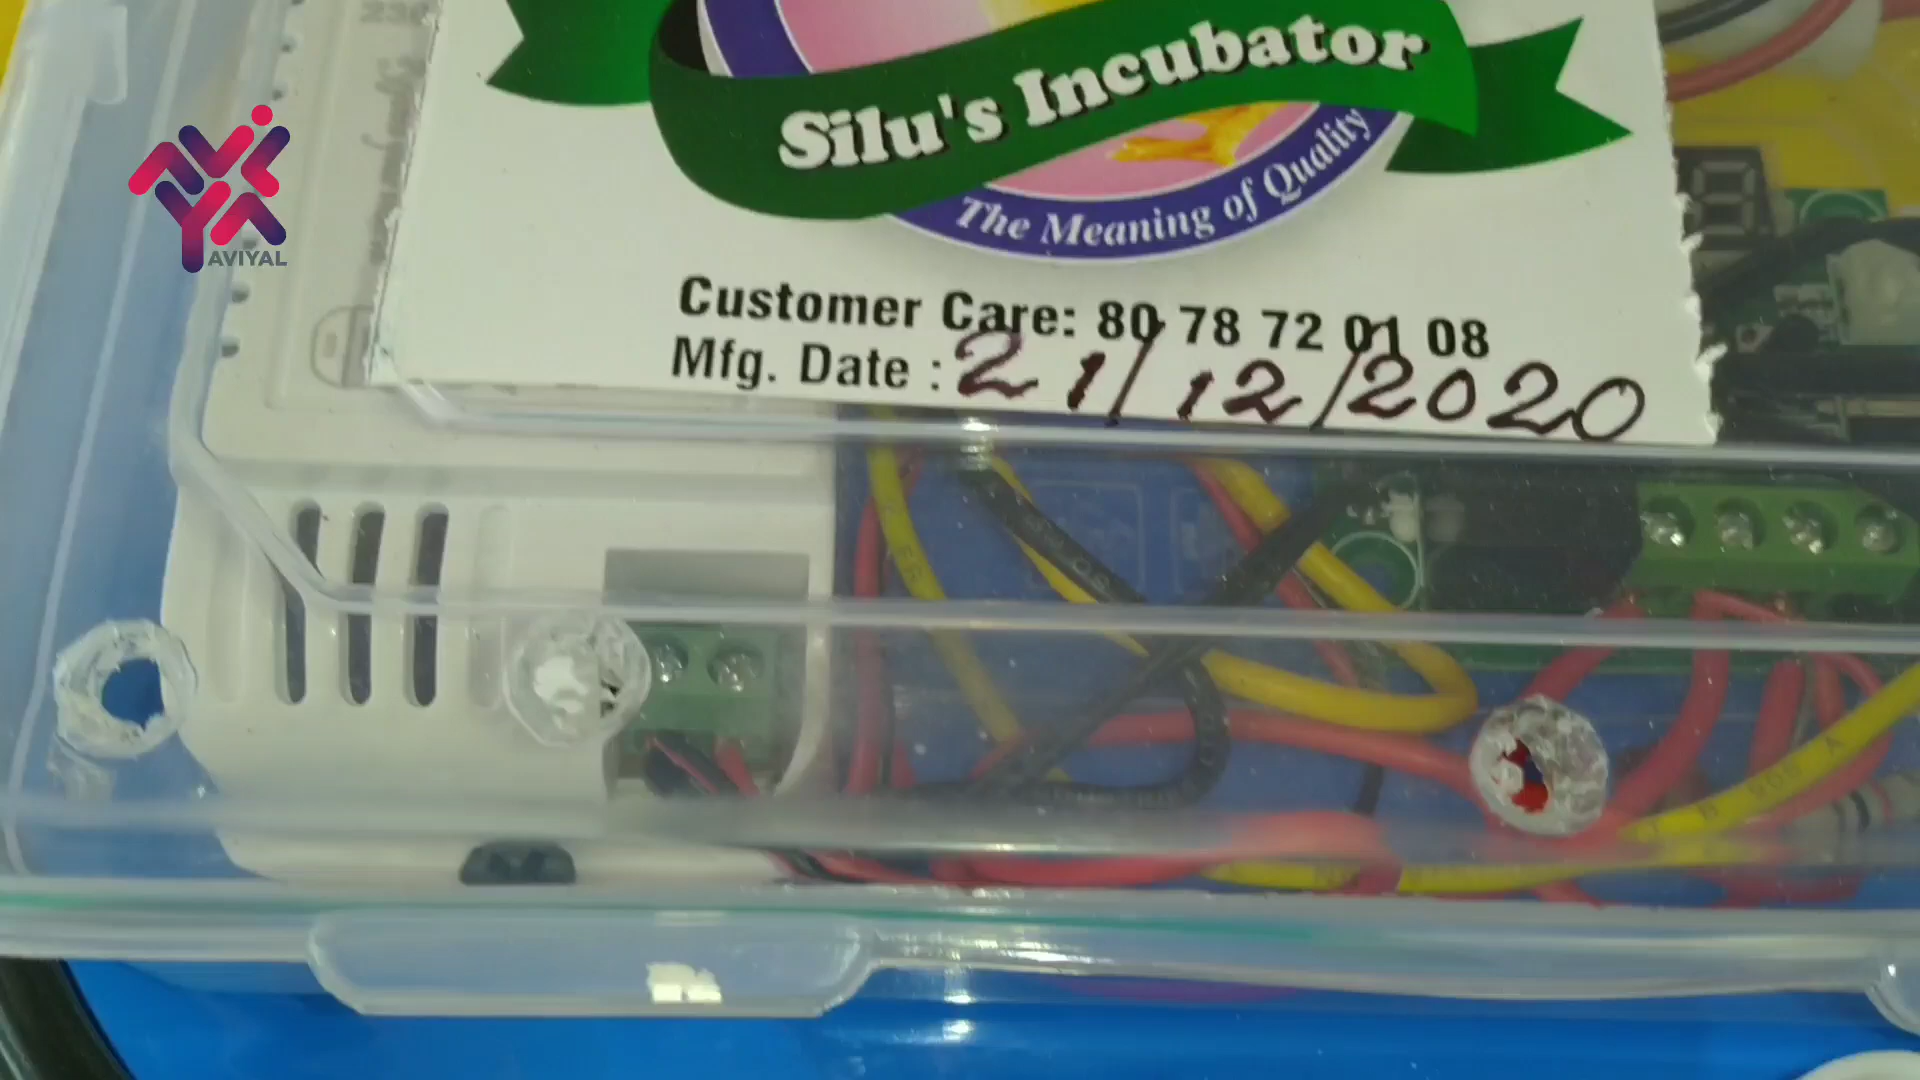 Silu's Incubator
The Meaning of Quality
AVIYAL
Customer Care: 80 78 72 01 08
Mfg. Date : 21/12/2020